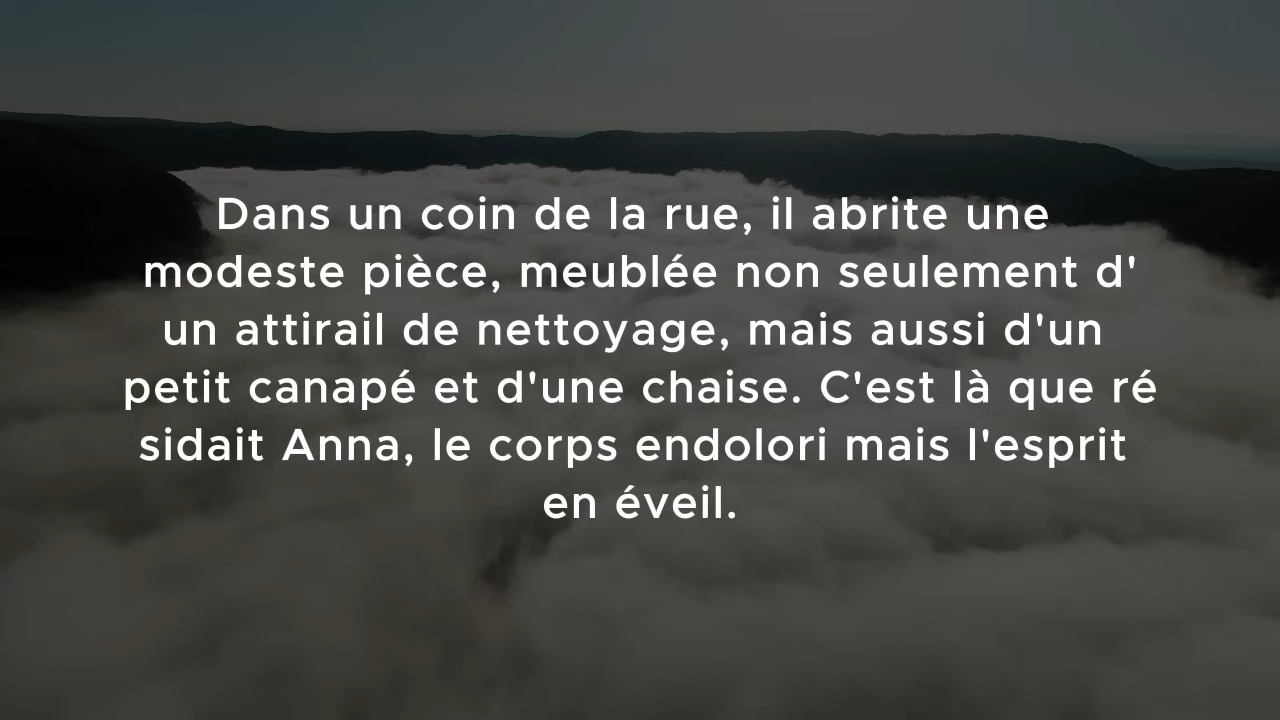 Dans un coin de la rue, il abrite une
modeste pièce, meublée non seulement d'
un attirail de nettoyage, mais aussi d'un
petit canapé et d'une chaise. C'est là que ré
sidait Anna, le corps endolori mais l'esprit
en éveil.